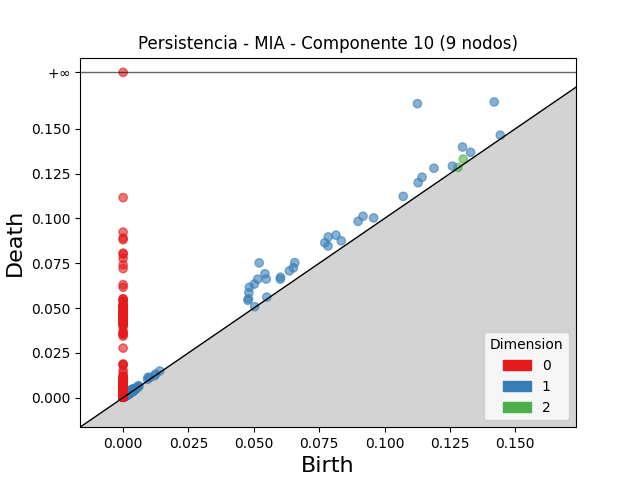 Persistencia - MIA - Componente 10 (9 nodos)
+∞
0.150
0.125
0.100
0.075
0.050
0.025
0.000
Death
Dimension
0
1
2
0.000 0.025 0.050 0.075 0.100 0.125 0.150
Birth